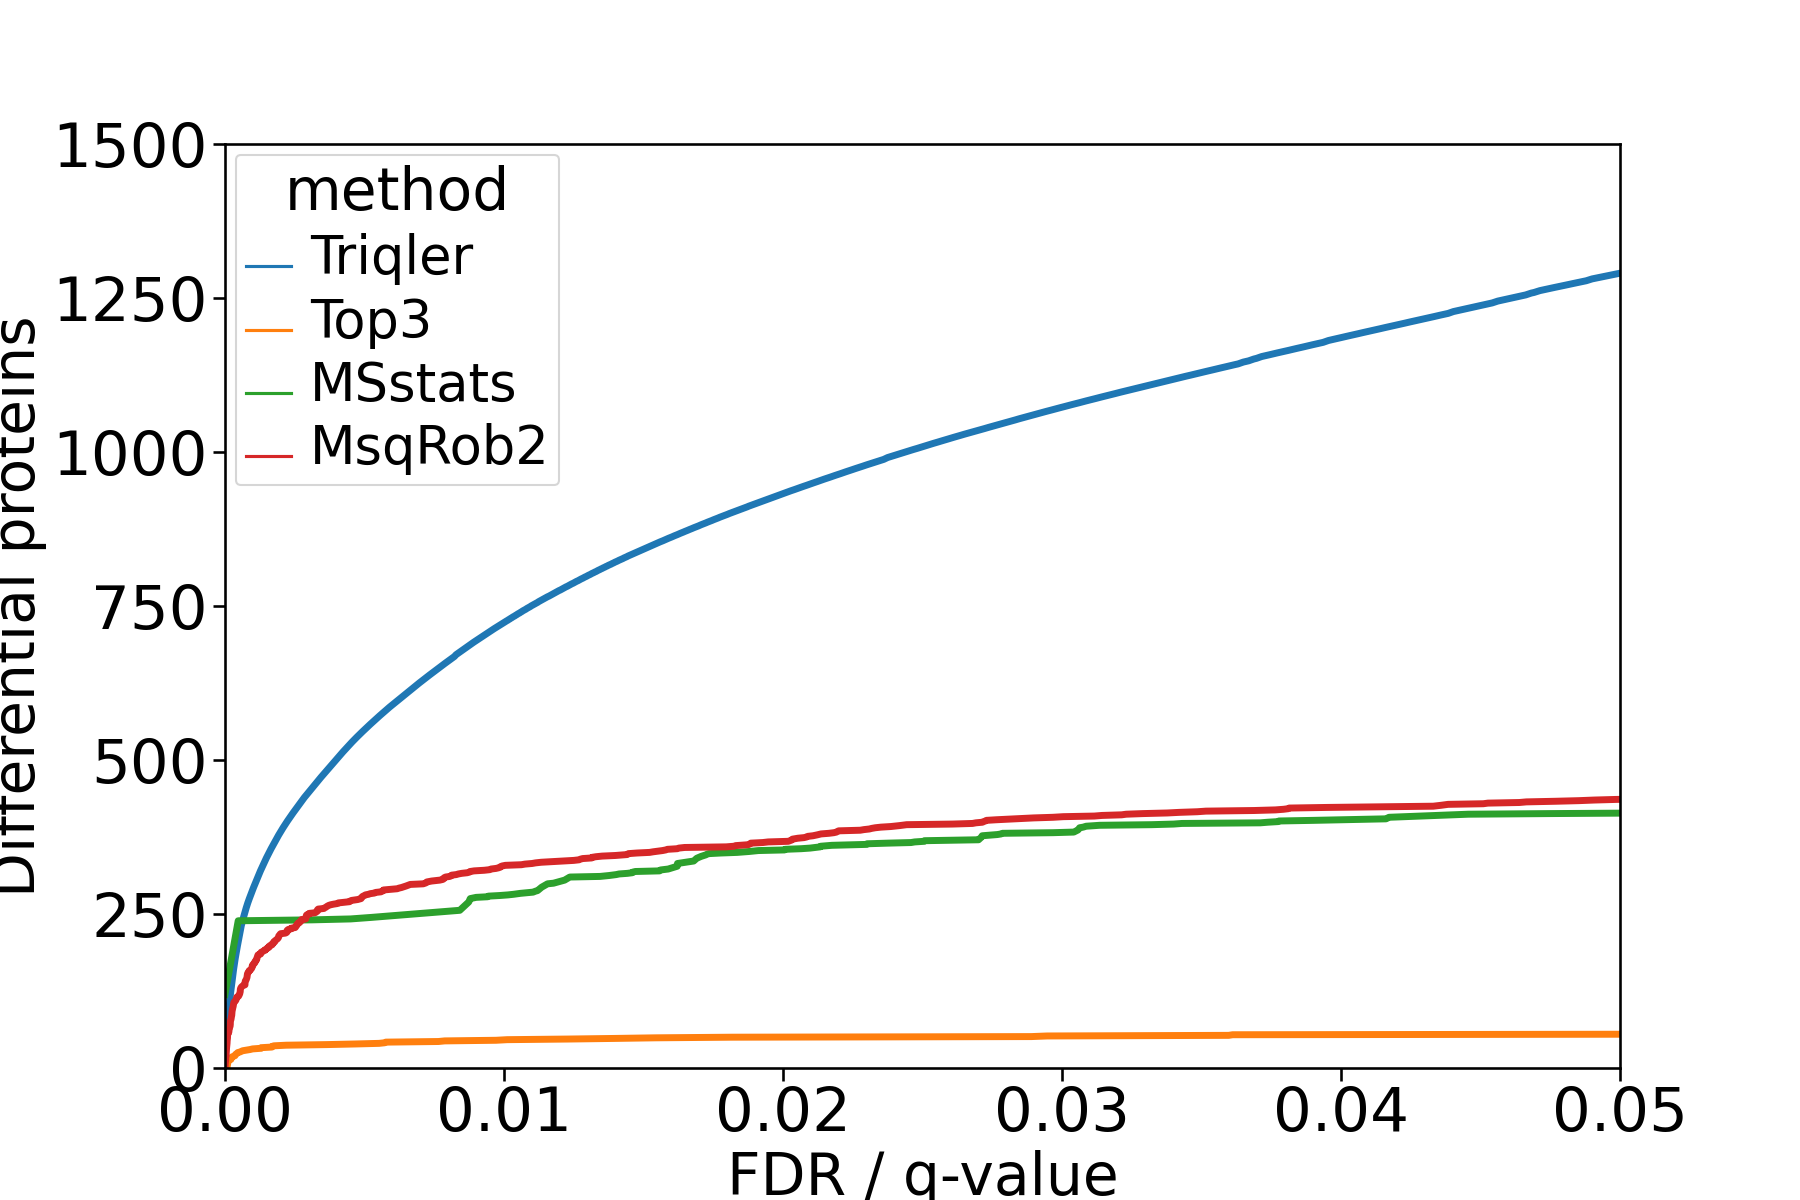 1500
1250
1000
750
500
250
0
Differential proteins
method
Triqler
Top3
MSstats
MsqRob2
0.00 0.01 0.02 0.03 0.04 0.05
FDR / q-value